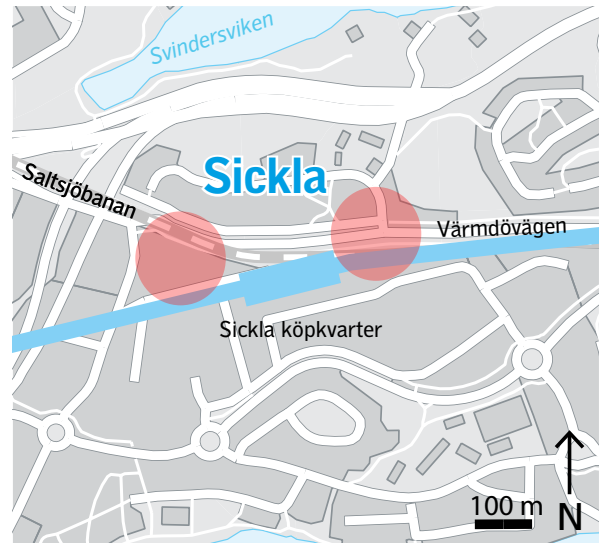 Svindersviken
Sickla
Saltsjöbanan
Värmdövägen
Sickla köpkvarter
100 m
N